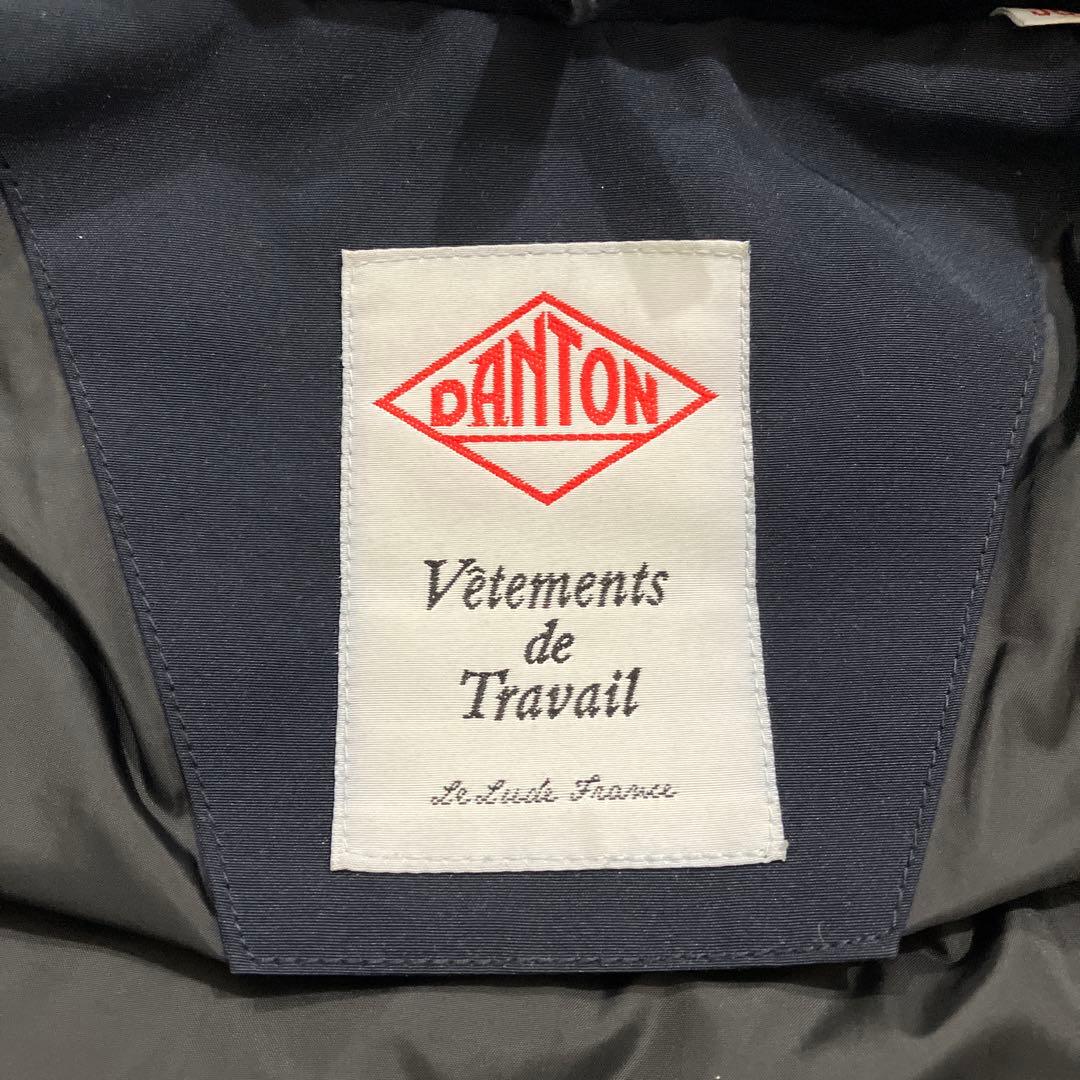 DANTON
Vêtements
de
Travail
Le Lude France